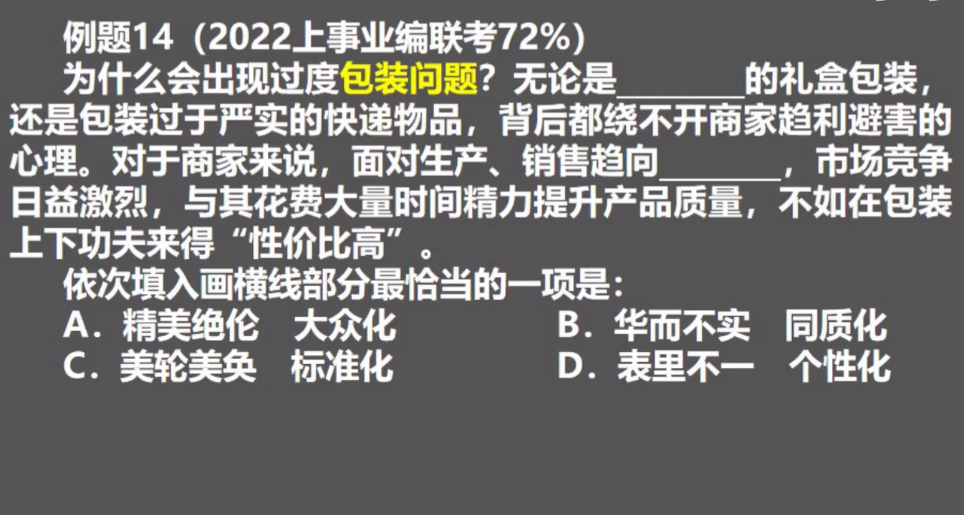 例题14（2022上事业编联考72%）
为什么会出现过度包装问题？无论是________的礼盒包装，
还是包装过于严实的快递物品，背后都绕不开商家趋利避害的
心理。对于商家来说，面对生产、销售趋向________，市场竞争
日益激烈，与其花费大量时间精力提升产品质量，不如在包装
上下功夫来得“性价比高”。
依次填入画横线部分最恰当的一项是：
A．精美绝伦　大众化　　　　B．华而不实　同质化
C．美轮美奂　标准化　　　　D．表里不一　个性化